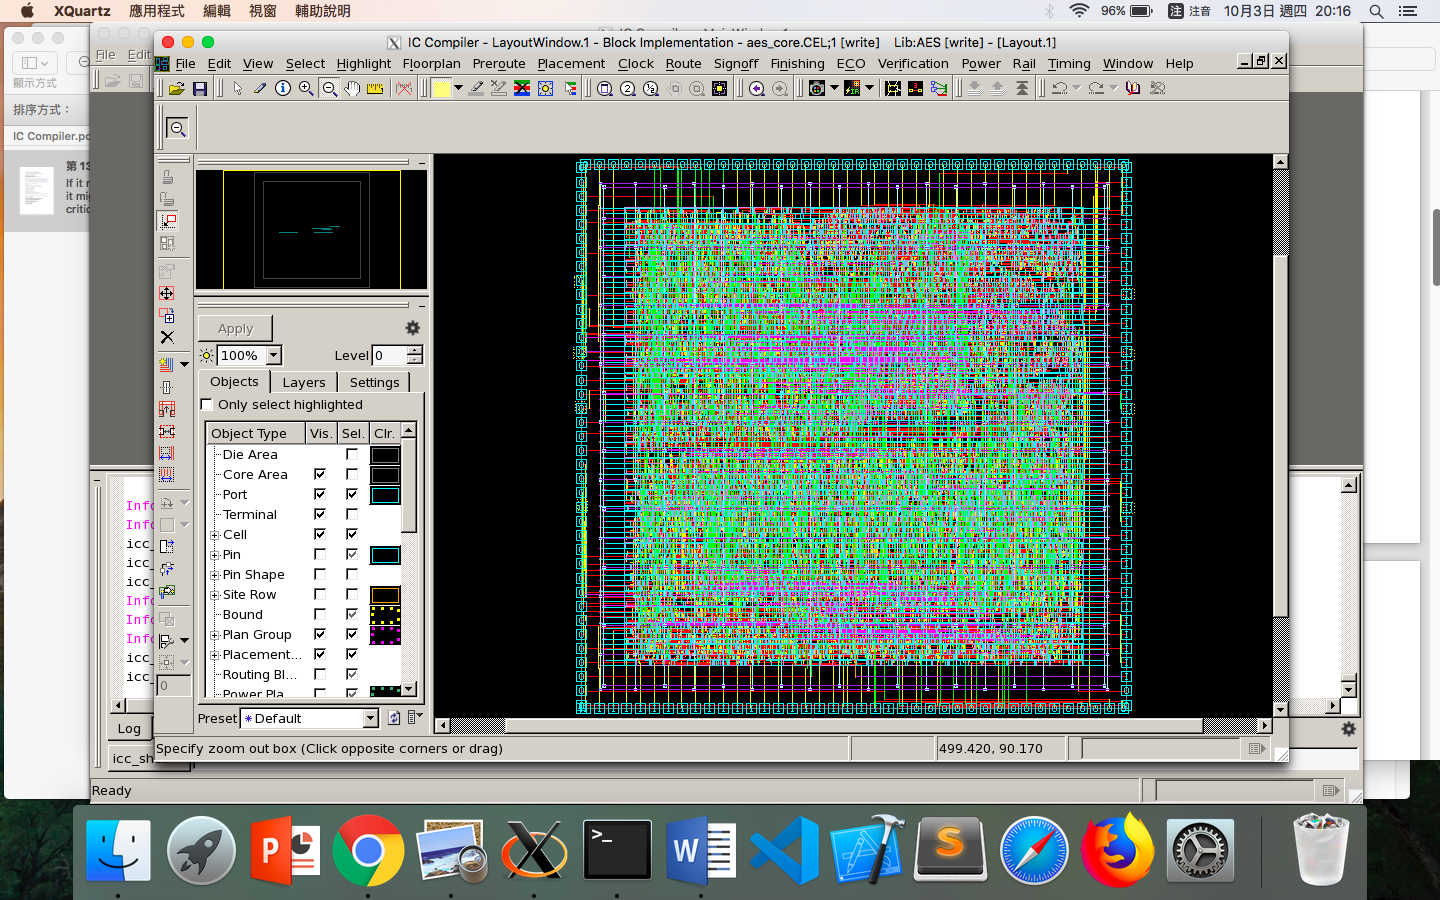 XQuartz 應用程式 編輯 視窗 輔助說明
96% 注 注音 10月3日 週四 20:16
顯示方式
排序方式：
IC Compiler.pc
第 13
If it r
it mig
critic
File Edit
IC Compiler - LayoutWindow.1 - Block Implementation - aes_core.CEL;1 [write] Lib:AES [write] - [Layout.1]
File Edit View Select Highlight Floorplan Preroute Placement Clock Route Signoff Finishing ECO Verification Power Rail Timing Window Help
Apply
100% Level 0
Objects Layers Settings
Only select highlighted
Object Type Vis. Sel. Clr.
Die Area
Core Area
Port
Terminal
Cell
Pin
Pin Shape
Site Row
Bound
Plan Group
Placement...
Routing Bl...
Power Pla
Preset Default
0
Info
Info
icc_
icc_
icc_
Info
Info
Info
icc_
icc_
Log
icc_sh
Specify zoom out box (Click opposite corners or drag)
499.420, 90.170
Ready